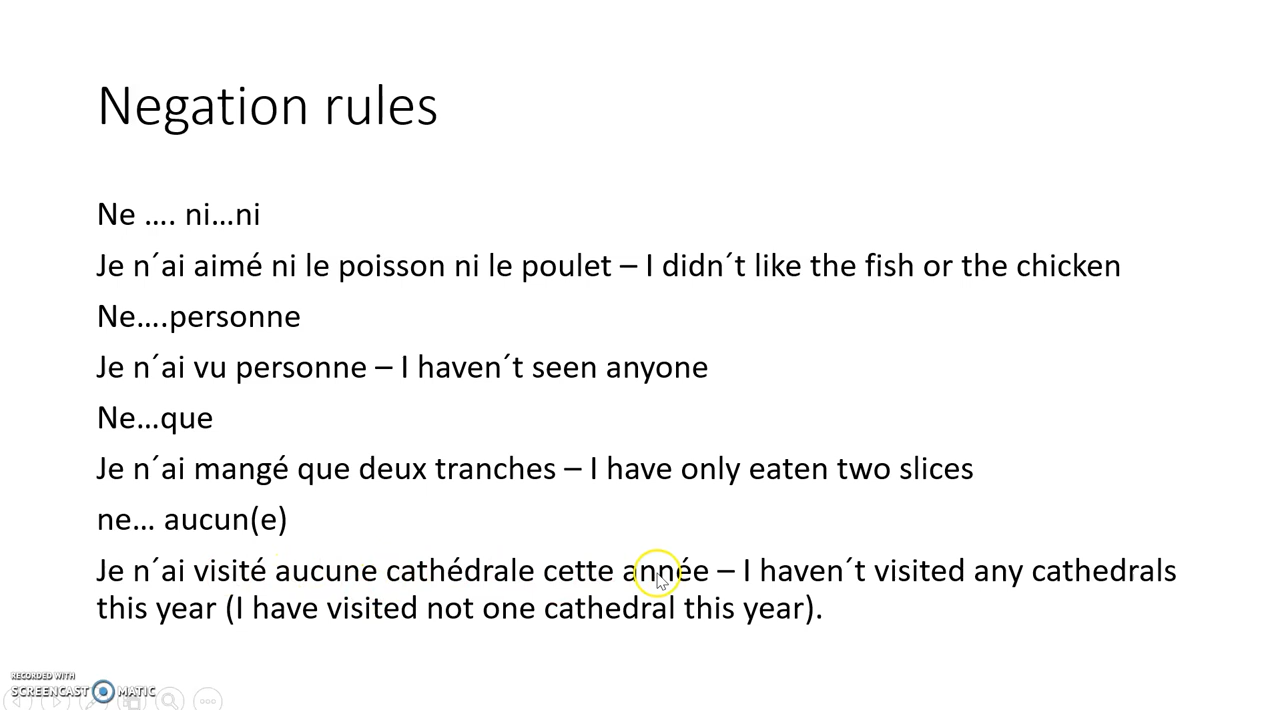 Negation rules
Ne …. ni…ni
Je n´ai aimé ni le poisson ni le poulet – I didn´t like the fish or the chicken
Ne….personne
Je n´ai vu personne – I haven´t seen anyone
Ne…que
Je n´ai mangé que deux tranches – I have only eaten two slices
ne… aucun(e)
Je n´ai visité aucune cathédrale cette année – I haven´t visited any cathedrals
this year (I have visited not one cathedral this year).
RECORDED WITH
SCREENCAST MATIC